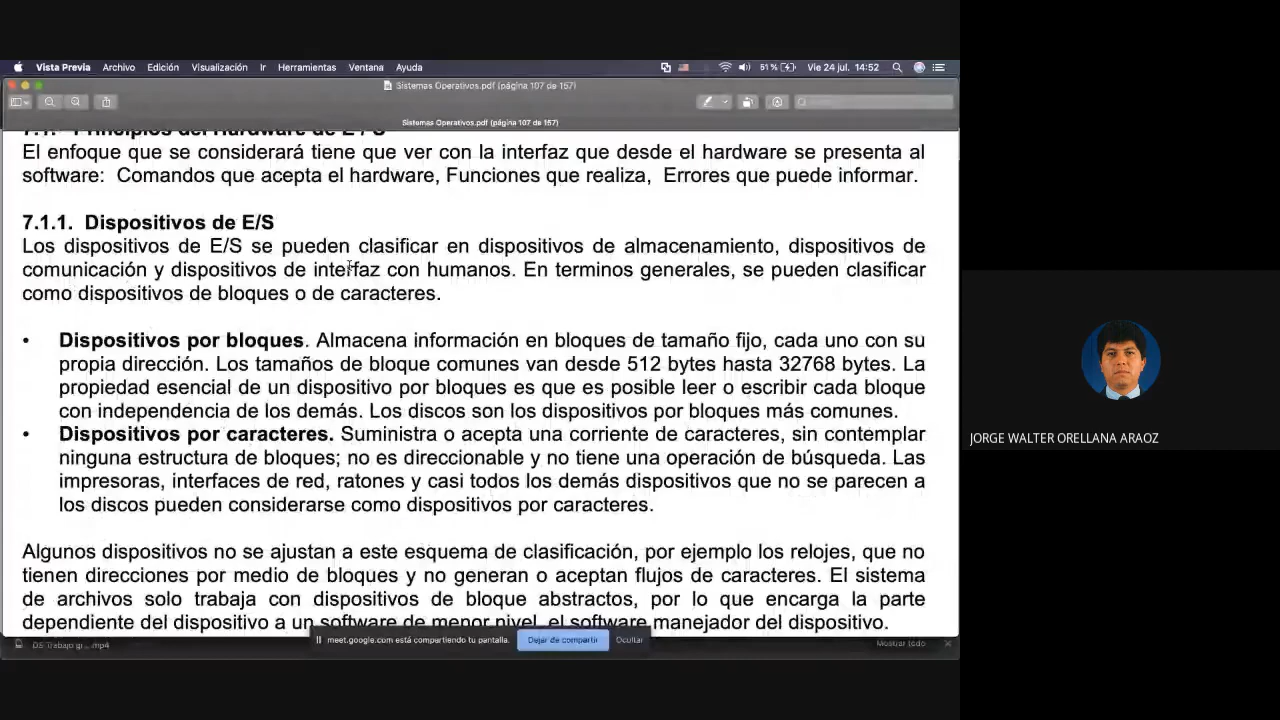 Vista Previa Archivo Edición Visualización Ir Herramientas Ventana Ayuda 51 % Vie 24 jul. 14:52
Sistemas Operativos.pdf (página 107 de 157)
Sistemas Operativos.pdf (página 107 de 157)
7.1. Principios del Hardware de E / S
El enfoque que se considerará tiene que ver con la interfaz que desde el hardware se presenta al
software: Comandos que acepta el hardware, Funciones que realiza, Errores que puede informar.
7.1.1. Dispositivos de E/S
Los dispositivos de E/S se pueden clasificar en dispositivos de almacenamiento, dispositivos de
comunicación y dispositivos de interfaz con humanos. En terminos generales, se pueden clasificar
como dispositivos de bloques o de caracteres.
• Dispositivos por bloques. Almacena información en bloques de tamaño fijo, cada uno con su
propia dirección. Los tamaños de bloque comunes van desde 512 bytes hasta 32768 bytes. La
propiedad esencial de un dispositivo por bloques es que es posible leer o escribir cada bloque
con independencia de los demás. Los discos son los dispositivos por bloques más comunes.
• Dispositivos por caracteres. Suministra o acepta una corriente de caracteres, sin contemplar
ninguna estructura de bloques; no es direccionable y no tiene una operación de búsqueda. Las
impresoras, interfaces de red, ratones y casi todos los demás dispositivos que no se parecen a
los discos pueden considerarse como dispositivos por caracteres.
Algunos dispositivos no se ajustan a este esquema de clasificación, por ejemplo los relojes, que no
tienen direcciones por medio de bloques y no generan o aceptan flujos de caracteres. El sistema
de archivos solo trabaja con dispositivos de bloque abstractos, por lo que encarga la parte
dependiente del dispositivo a un software de menor nivel, el software manejador del dispositivo.
meet.google.com está compartiendo tu pantalla. Dejar de compartir Ocultar
DS Trabajo gr....mp4 Mostrar todo
JORGE WALTER ORELLANA ARAOZ